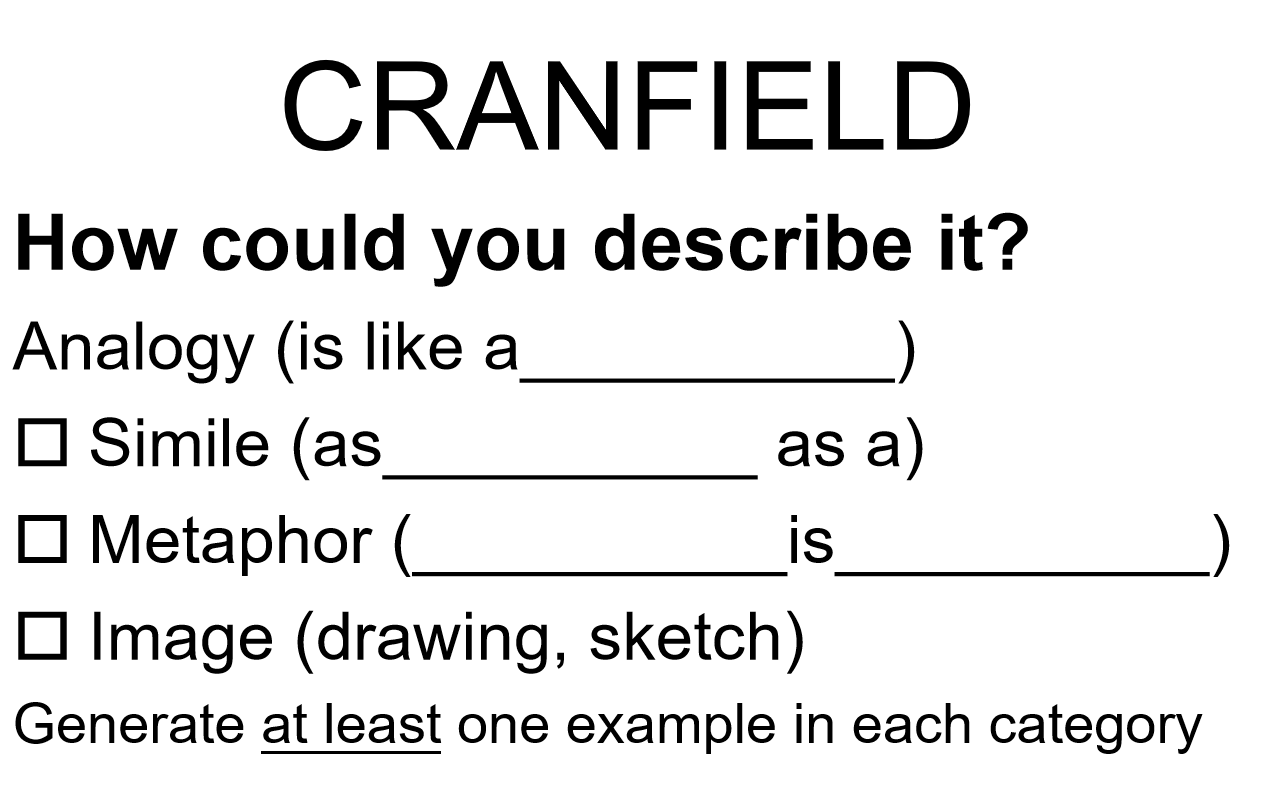 CRANFIELD
How could you describe it?
Analogy (is like a___________)
☐ Simile (as___________ as a)
☐ Metaphor (___________is___________)
☐ Image (drawing, sketch)
Generate at least one example in each category